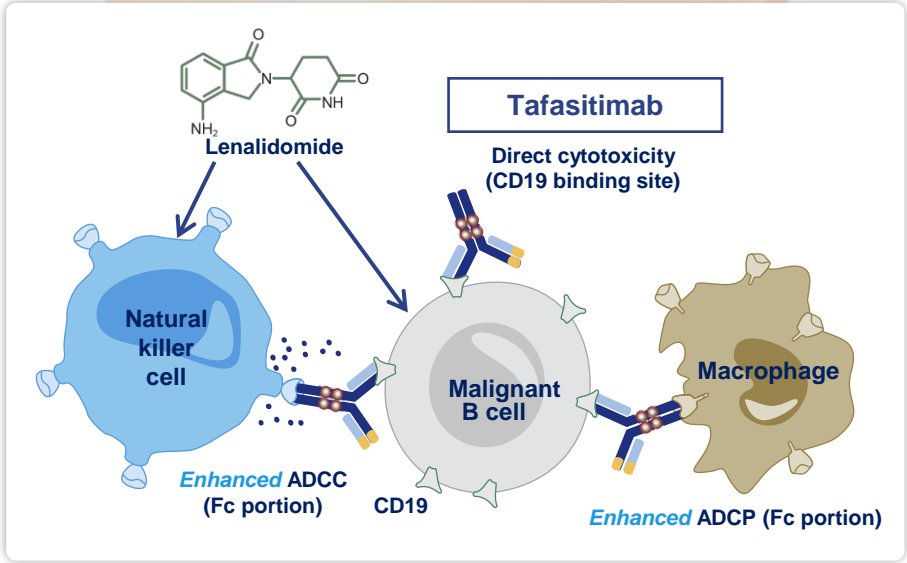 O
N
O
NH
O
NH₂
Lenalidomide
Tafasitimab
Direct cytotoxicity
(CD19 binding site)
Natural
killer
cell
Malignant
B cell
Macrophage
Enhanced ADCC
(Fc portion)
CD19
Enhanced ADCP (Fc portion)